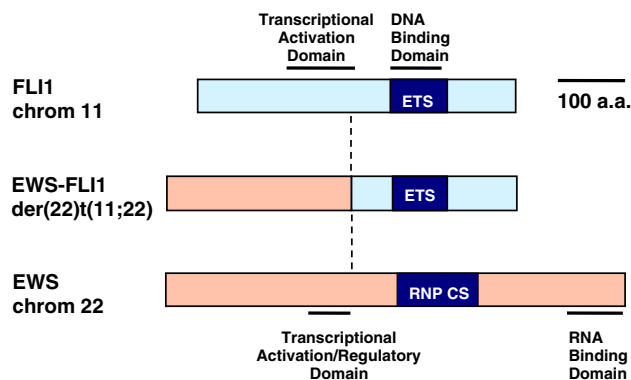 Transcriptional
Activation
Domain
DNA
Binding
Domain
FLI1
chrom 11
ETS
100 a.a.
EWS-FLI1
der(22)t(11;22)
ETS
EWS
chrom 22
RNP CS
Transcriptional
Activation/Regulatory
Domain
RNA
Binding
Domain